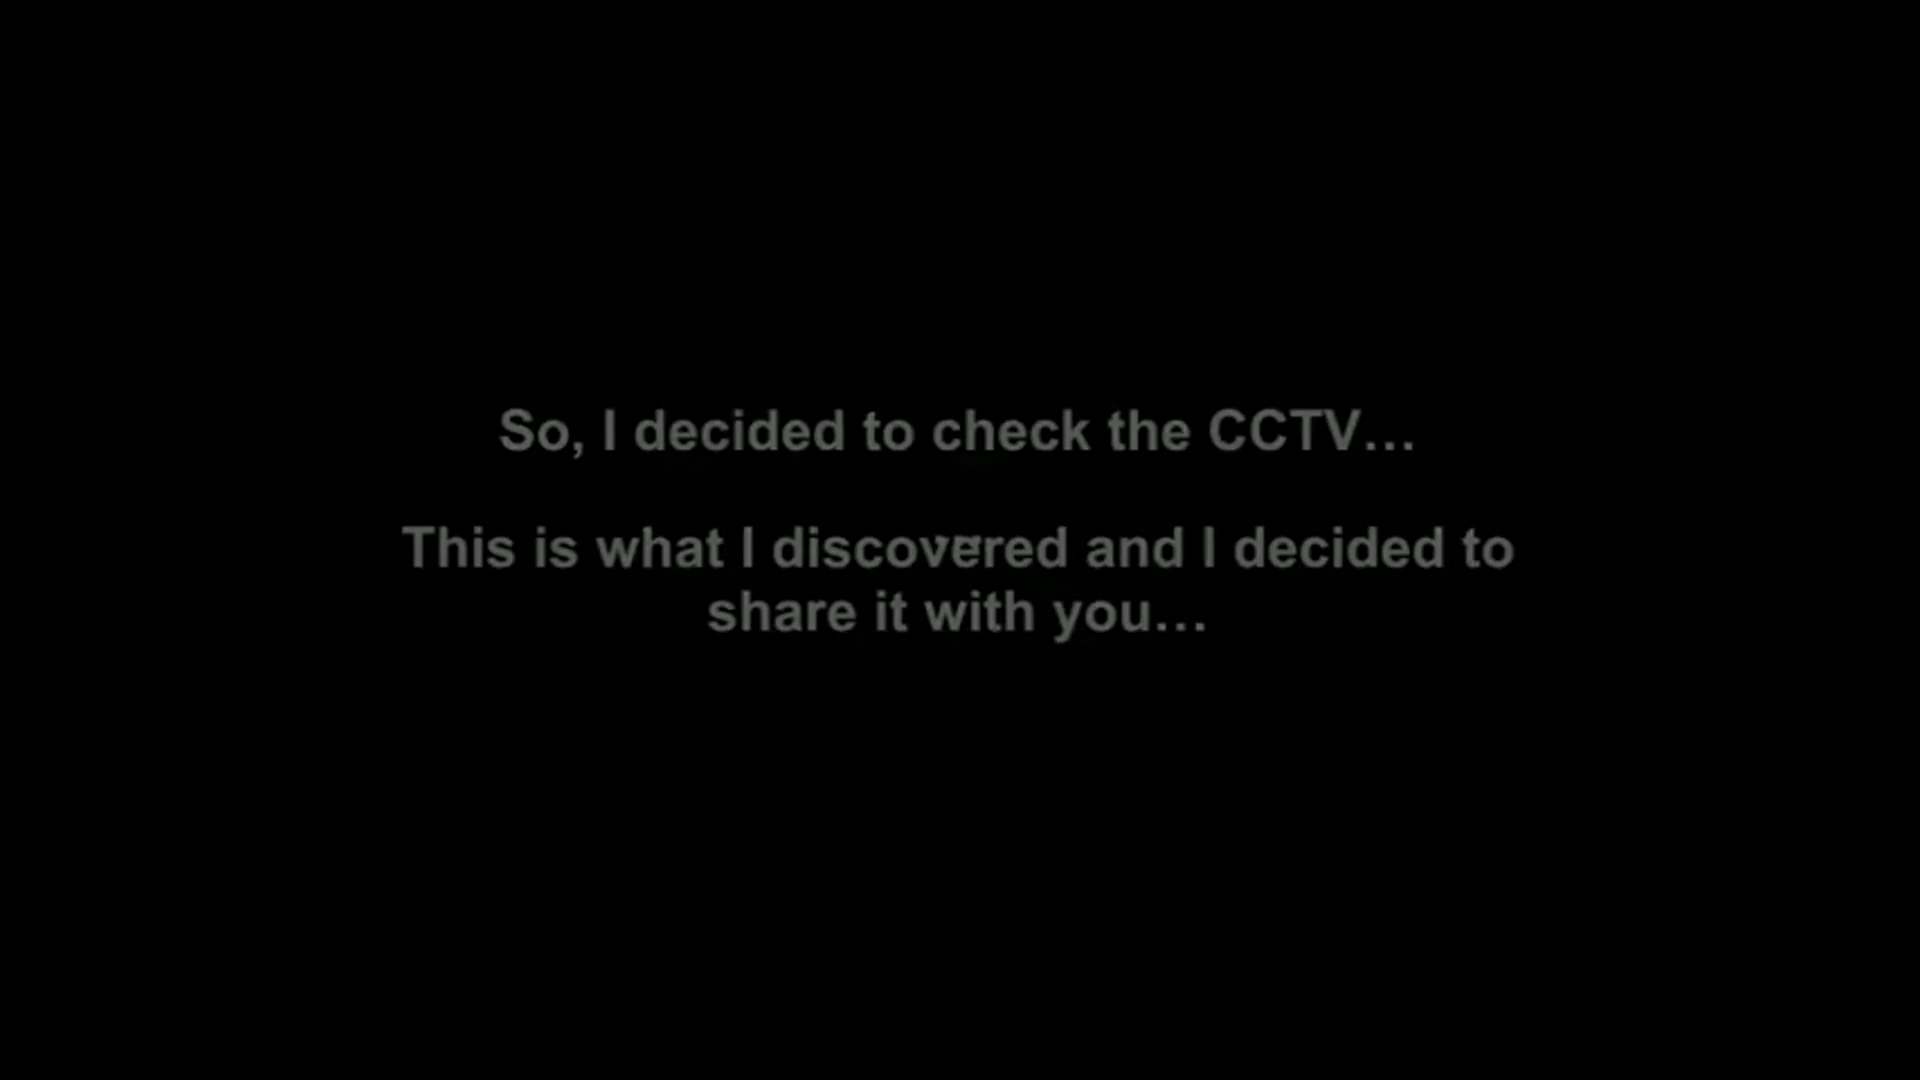 So, I decided to check the CCTV...
This is what I discovered and I decided to
share it with you...